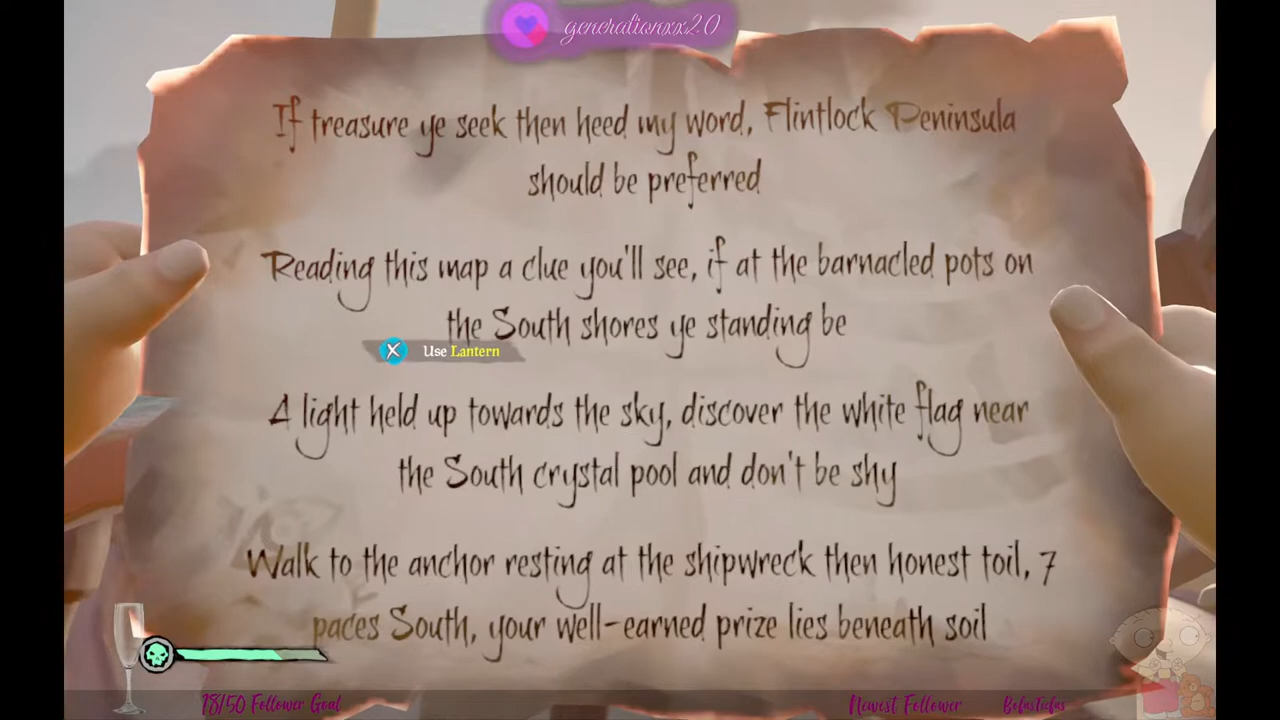 generationxx20
If treasure ye seek then heed my word, Flintlock Peninsula
should be preferred
Reading this map a clue you'll see, if at the barnacled pots on
the South shores ye standing be
Use Lantern
A light held up towards the sky, discover the white flag near
the South crystal pool and don't be shy
Walk to the anchor resting at the shipwreck then honest toil, 7
paces South, your well-earned prize lies beneath soil
18/50 Follower Goal
Newest Follower